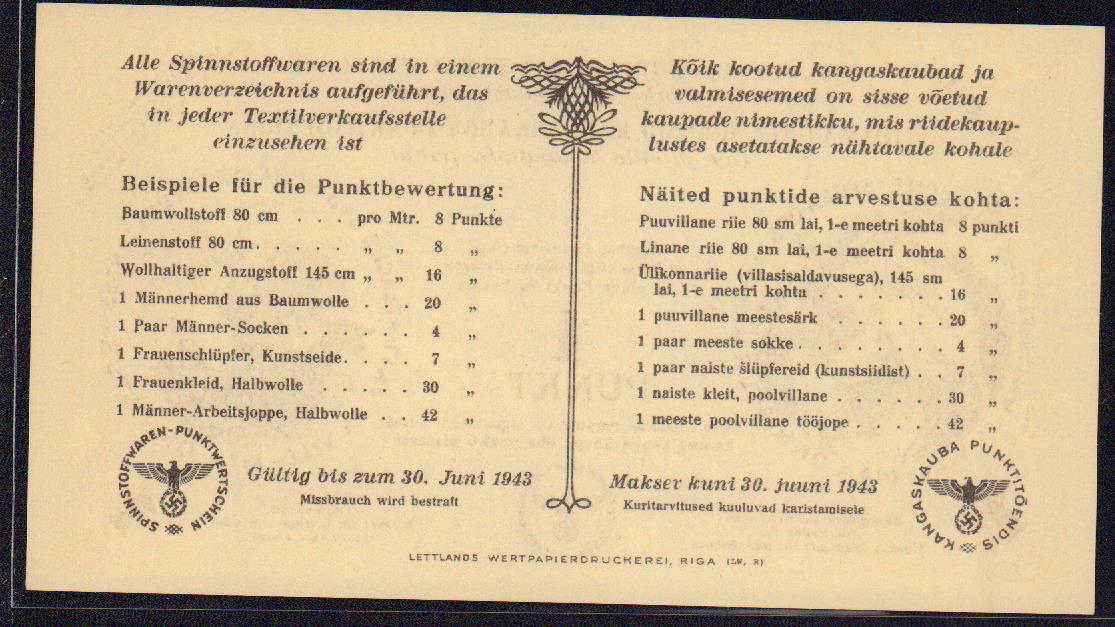 Alle Spinnstoffwaren sind in einem
Warenverzeichnis aufgeführt, das
in jeder Textilverkaufsstelle
einzusehen ist
Beispiele für die Punktbewertung:
Baumwollstoff 80 cm . . . pro Mtr. 8 Punkte
Leinenstoff 80 cm . . . . . „ „ 8 „
Wollhaltiger Anzugstoff 145 cm „ „ 16 „
1 Männerhemd aus Baumwolle . . . 20 „
1 Paar Männer-Socken . . . . . . 4 „
1 Frauenschlüpfer, Kunstseide. . . . 7 „
1 Frauenkleid, Halbwolle . . . . . 30 „
1 Männer-Arbeitsjoppe, Halbwolle . . 42 „
SPINNSTOFFWAREN-PUNKTWERTSCHEIN
Gültig bis zum 30. Juni 1943
Missbrauch wird bestraft
Kõik kootud kangaskaubad ja
valmisesemed on sisse võetud
kaupade nimestikku, mis riidekaup-
lustes asetatakse nähtavale kohale
Näited punktide arvestuse kohta:
Puuvillane riie 80 sm lai, 1-e meetri kohta 8 punkti
Linane riie 80 sm lai, 1-e meetri kohta 8 „
Ülikonnariie (villasisaldavusega), 145 sm
lai, 1-e meetri kohta . . . . . . . 16 „
1 puuvillane meestesärk . . . . . . 20 „
1 paar meeste sokke . . . . . . . . 4 „
1 paar naiste šlüpfereid (kunstsiidist) . . 7 „
1 naiste kleit, poolvillane . . . . . . 30 „
1 meeste poolvillane tööjope . . . . . 42 „
Maksev kuni 30. juuni 1943
Kuritarvitused kuuluvad karistamisele
KANGASKAUBA PUNKTITÕENDIS
LETTLANDS WERTPAPIERDRUCKEREI, RIGA